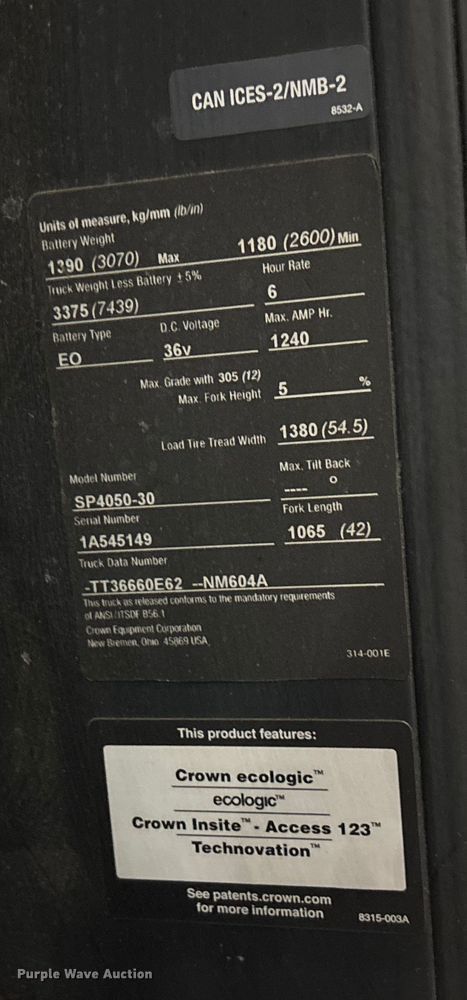 CAN ICES-2/NMB-2
8532-A
Units of measure, kg/mm (lb/in)
Battery Weight
1390 (3070) Max 1180 (2600) Min
Truck Weight Less Battery ± 5% Hour Rate
3375 (7439) 6
Battery Type D.C. Voltage Max. AMP Hr.
EO 36v 1240
Max. Grade with 305 (12)
Max. Fork Height 5 %
Load Tire Tread Width 1380 (54.5)
Model Number Max. Tilt Back
SP4050-30 ---- o
Serial Number Fork Length
1A545149 1065 (42)
Truck Data Number
-TT36660E62 --NM604A
This truck as released conforms to the mandatory requirements
of ANSI/ITSDF B56.1
Crown Equipment Corporation
New Bremen, Ohio 45869 USA
314-001E
This product features:
Crown ecologic™
ecologic™
Crown Insite™ - Access 123™
Technovation™
See patents.crown.com
for more information
8315-003A
Purple Wave Auction